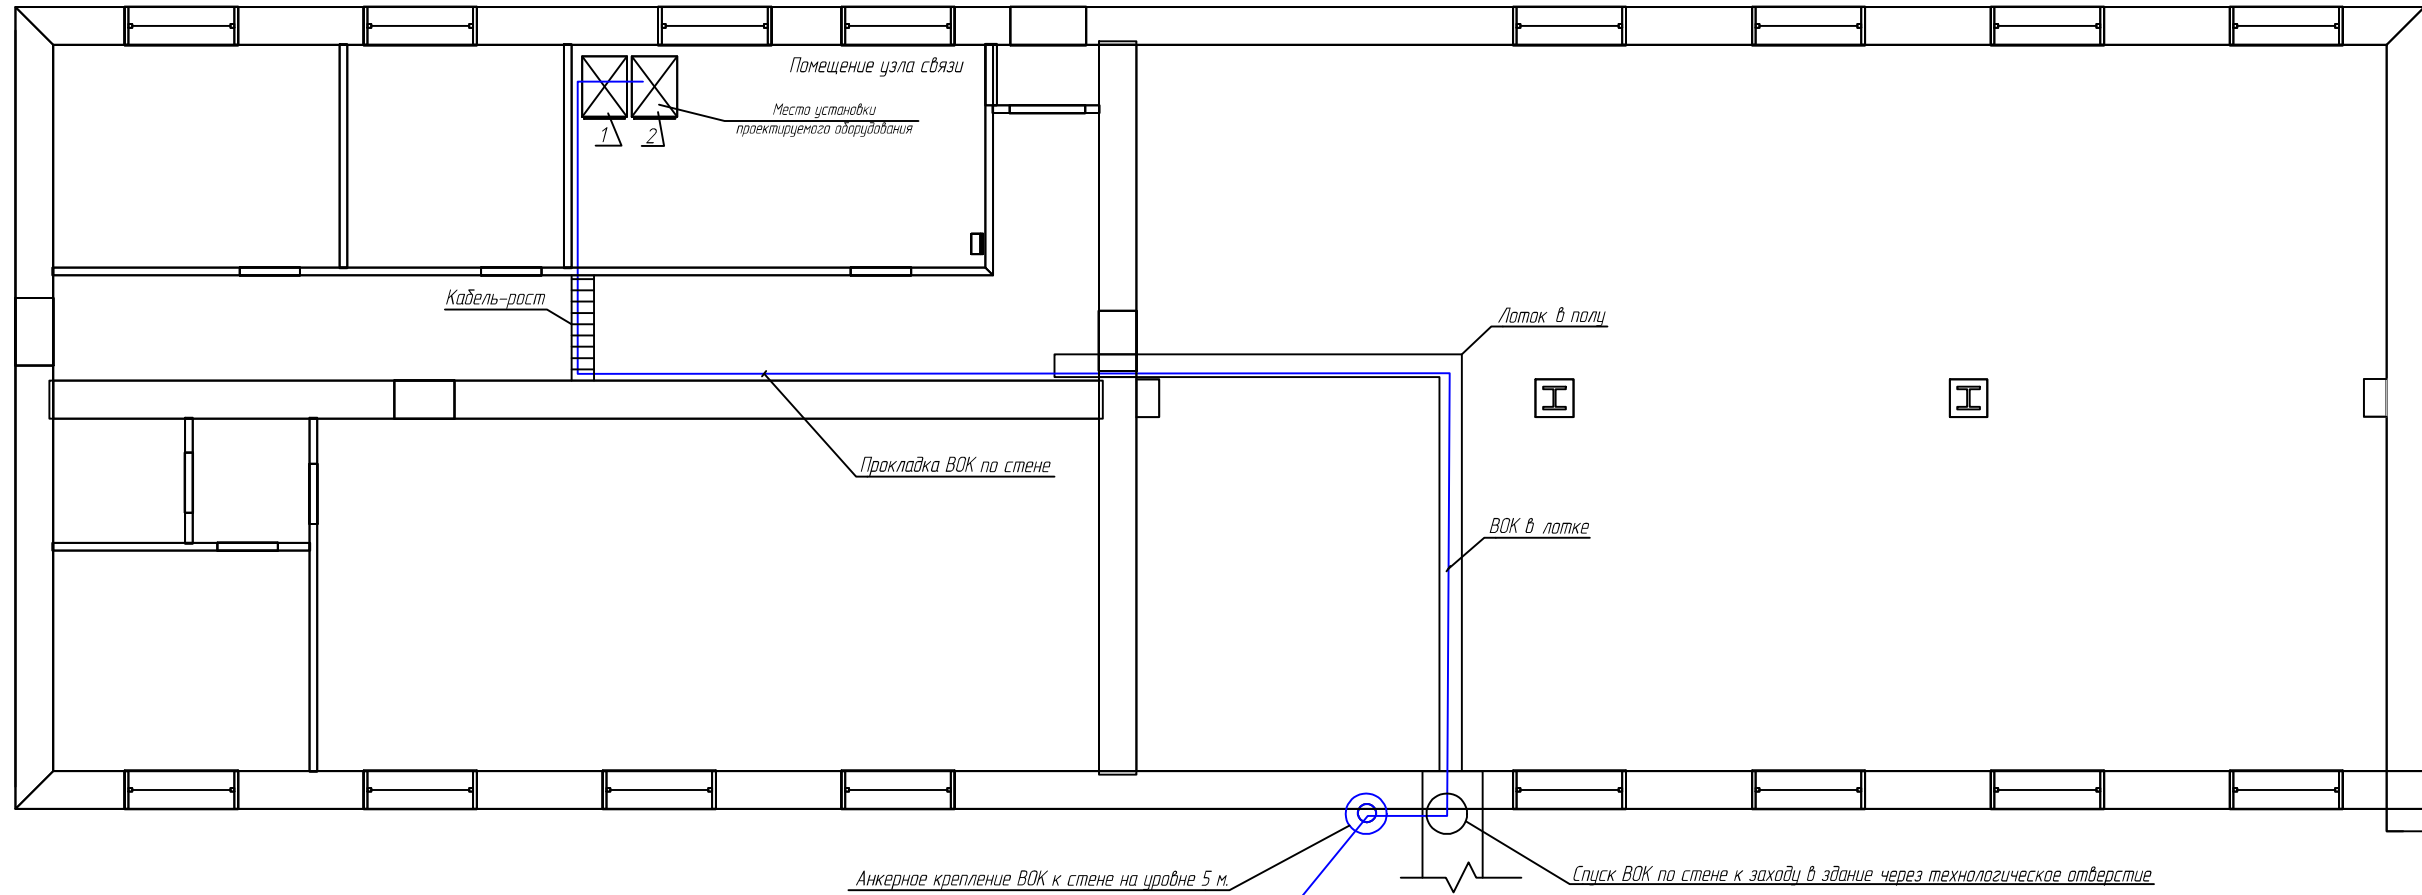 Помещение узла связи
Место установки
проектируемого оборудования
1
2
Кабель-рост
Лоток в полу
Прокладка ВОК по стене
ВОК в лотке
Анкерное крепление ВОК к стене на уровне 5 м.
Спуск ВОК по стене к заходу в здание через технологическое отверстие